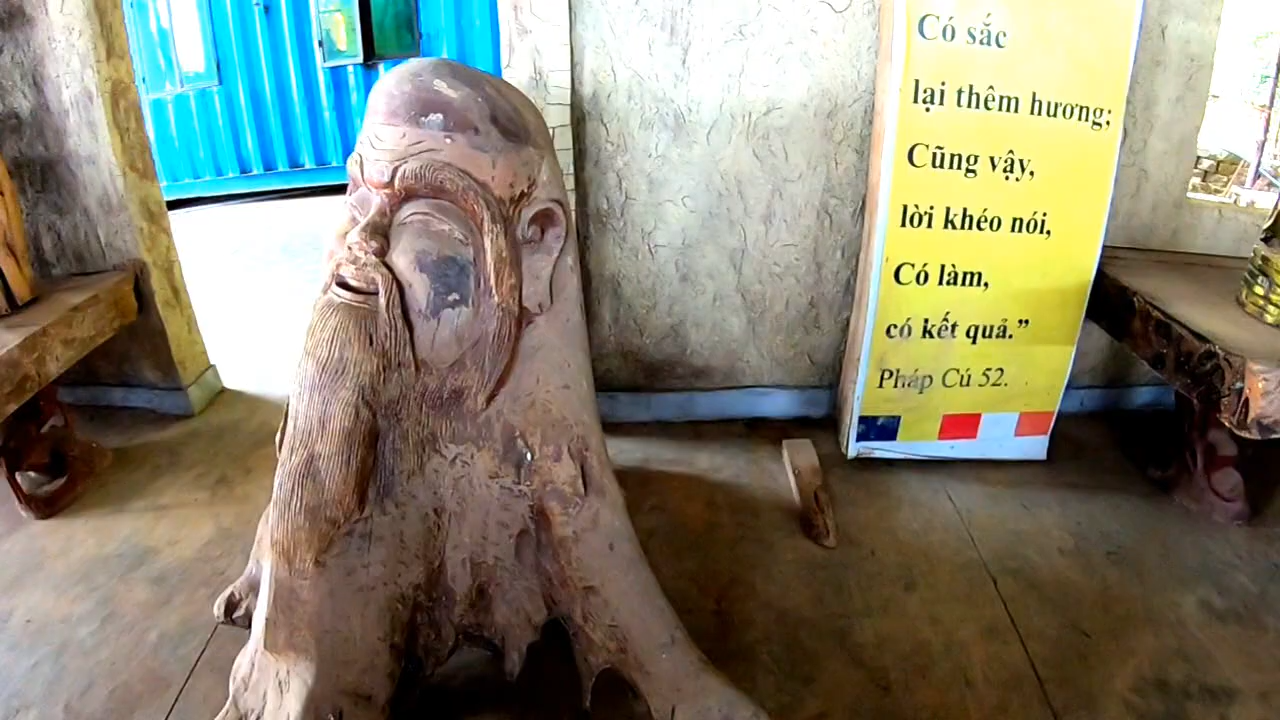 Có sắc
lại thêm hương;
Cũng vậy,
lời khéo nói,
Có làm,
có kết quả.”
Pháp Cú 52.